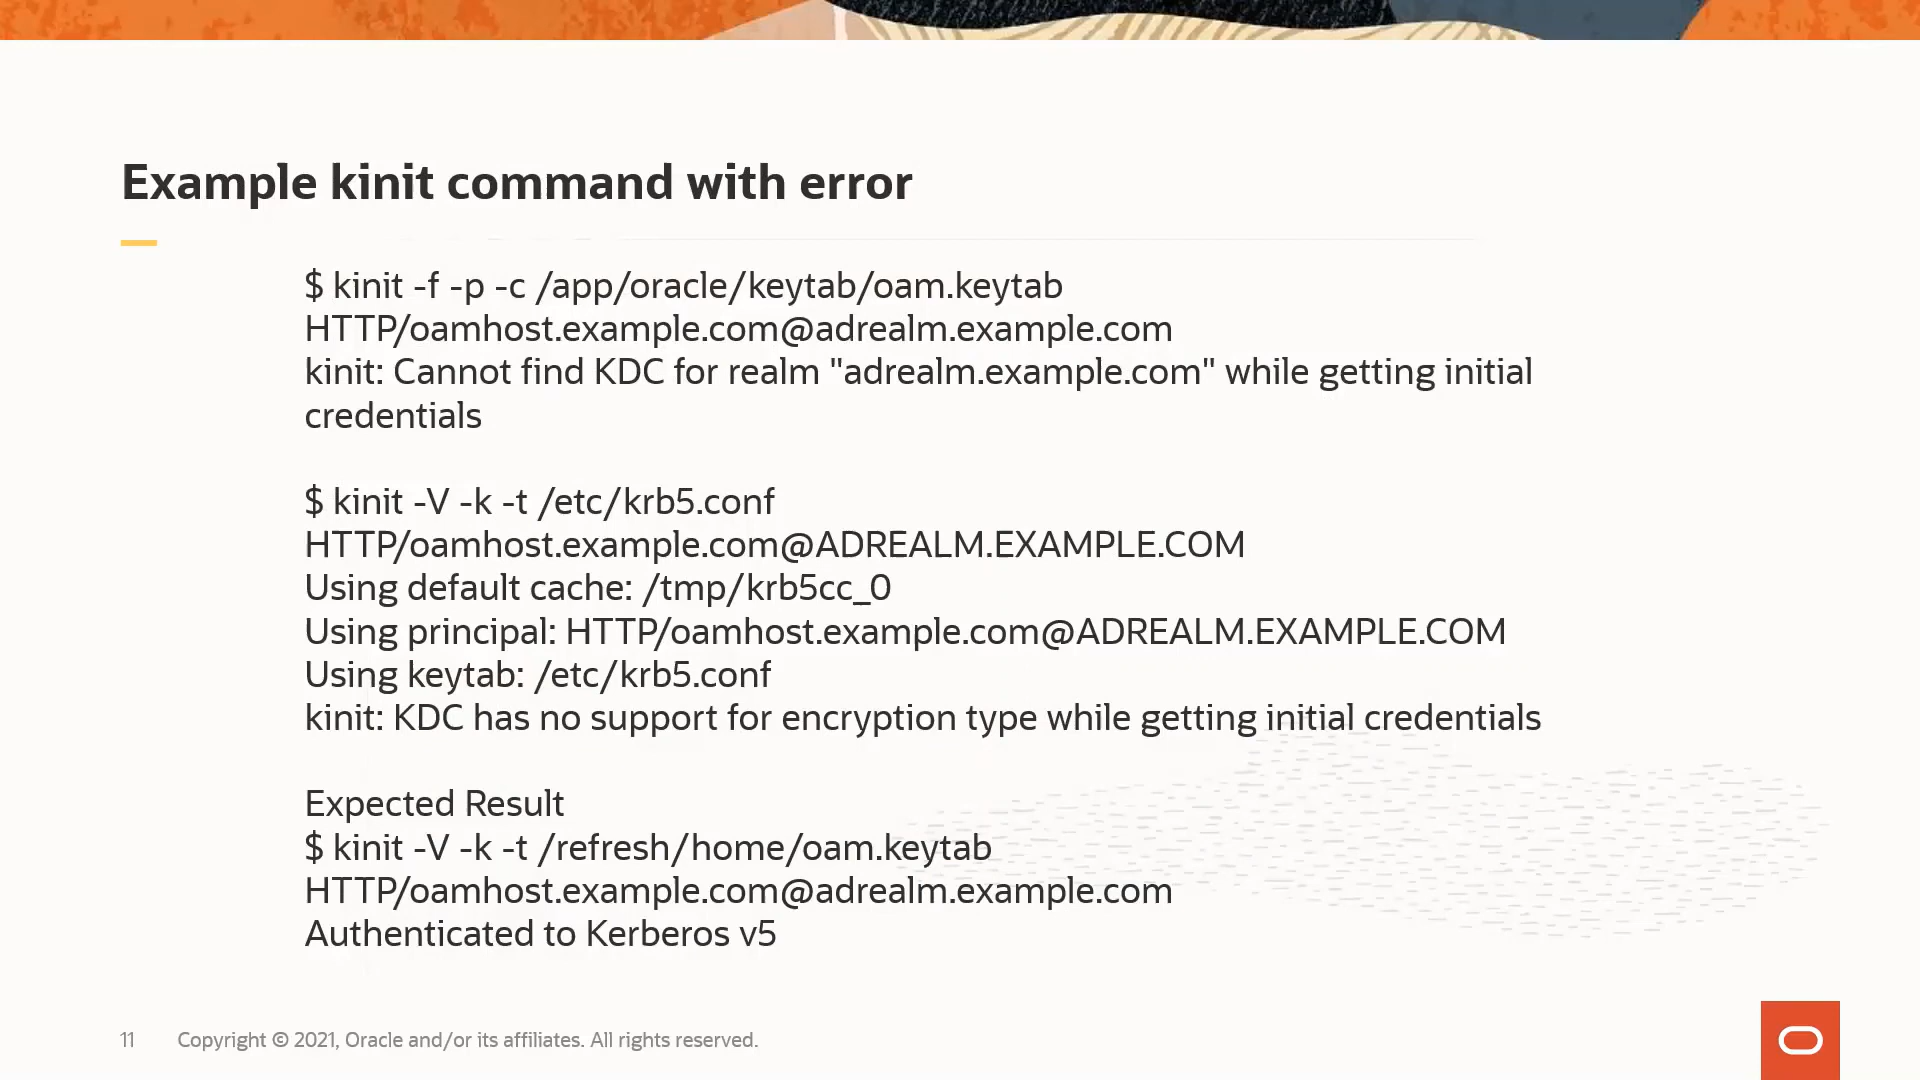 Example kinit command with error
$ kinit -f -p -c /app/oracle/keytab/oam.keytab
HTTP/oamhost.example.com@adrealm.example.com
kinit: Cannot find KDC for realm "adrealm.example.com" while getting initial
credentials
$ kinit -V -k -t /etc/krb5.conf
HTTP/oamhost.example.com@ADREALM.EXAMPLE.COM
Using default cache: /tmp/krb5cc_0
Using principal: HTTP/oamhost.example.com@ADREALM.EXAMPLE.COM
Using keytab: /etc/krb5.conf
kinit: KDC has no support for encryption type while getting initial credentials
Expected Result
$ kinit -V -k -t /refresh/home/oam.keytab
HTTP/oamhost.example.com@adrealm.example.com
Authenticated to Kerberos v5
11 Copyright © 2021, Oracle and/or its affiliates. All rights reserved.